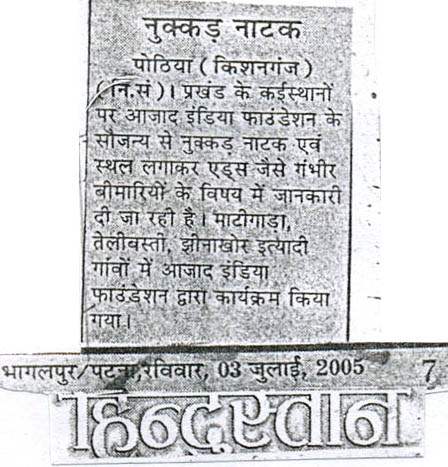 नुक्कड़ नाटक
पोठिया ( किशनगंज )
(नि.सं)। प्रखंड के कईस्थानों
पर आजाद इंडिया फाउंडेशन के
सौजन्य से नुक्कड़ नाटक एवं
स्थल लगाकर एड्स जैसे गंभीर
बीमारियों के विषय में जानकारी
दी जा रही है। माटीगाड़ा,
तेलीबस्ती, झीनाखोर इत्यादी
गांवों में आजाद इंडिया
फाउंडेशन द्वारा कार्यक्रम किया
गया।
भागलपुर/पटना,रविवार, 03 जुलाई, 2005 7
हिन्दुस्तान